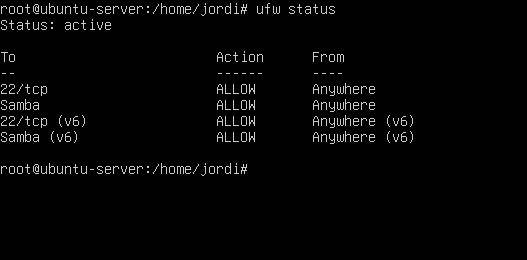 root@ubuntu-server:/home/jordi# ufw status
Status: active
To                         Action      From
--                         ------      ----
22/tcp                     ALLOW       Anywhere
Samba                      ALLOW       Anywhere
22/tcp (v6)                ALLOW       Anywhere (v6)
Samba (v6)                 ALLOW       Anywhere (v6)
root@ubuntu-server:/home/jordi#